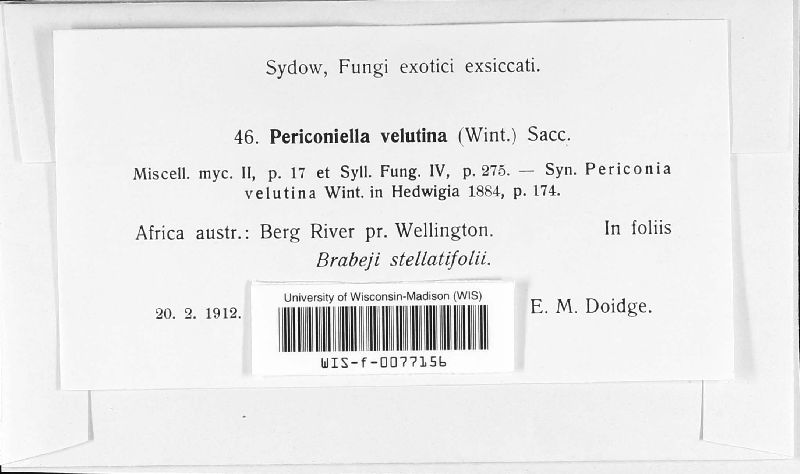 Sydow, Fungi exotici exsiccati.
46. Periconiella velutina (Wint.) Sacc.
Miscell. myc. II, p. 17 et Syll. Fung. IV, p. 275. — Syn. Periconia
velutina Wint. in Hedwigia 1884, p. 174.
Africa austr.: Berg River pr. Wellington. In foliis
Brabeji stellatifolii.
20. 2. 1912. E. M. Doidge.
University of Wisconsin-Madison (WIS)
WIS-f-0077156